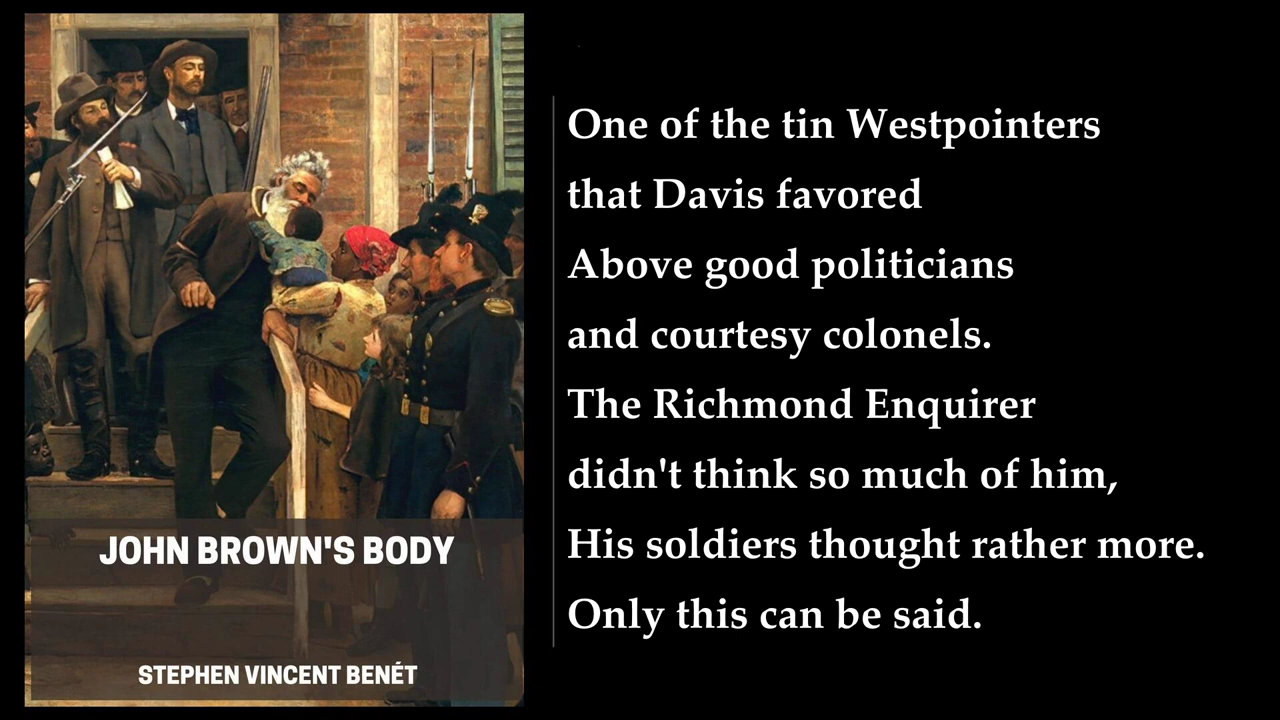 JOHN BROWN'S BODY
STEPHEN VINCENT BENÉT
One of the tin Westpointers
that Davis favored
Above good politicians
and courtesy colonels.
The Richmond Enquirer
didn't think so much of him,
His soldiers thought rather more.
Only this can be said.